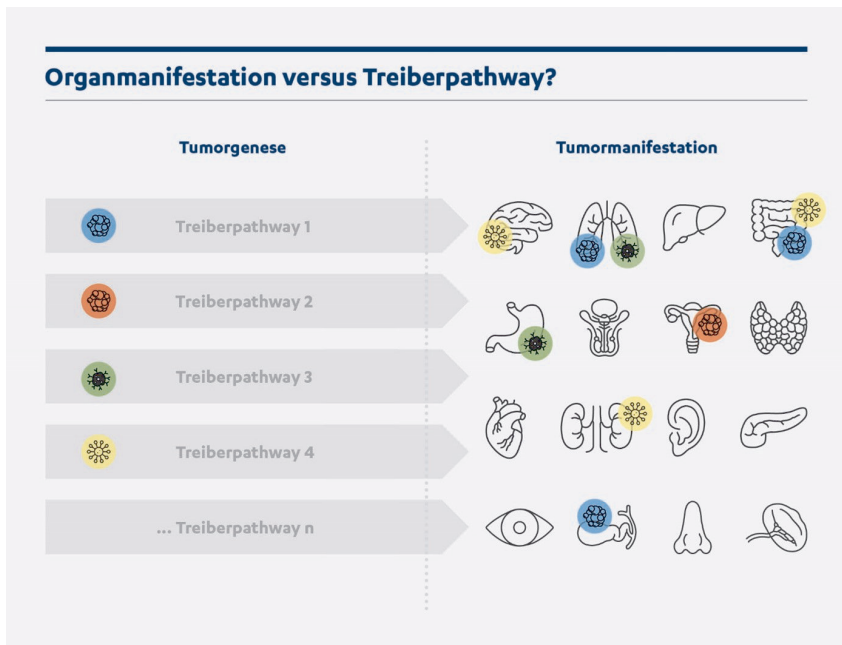 Organmanifestation versus Treiberpathway?
Tumorgenese
Tumormanifestation
Treiberpathway 1
Treiberpathway 2
Treiberpathway 3
Treiberpathway 4
... Treiberpathway n